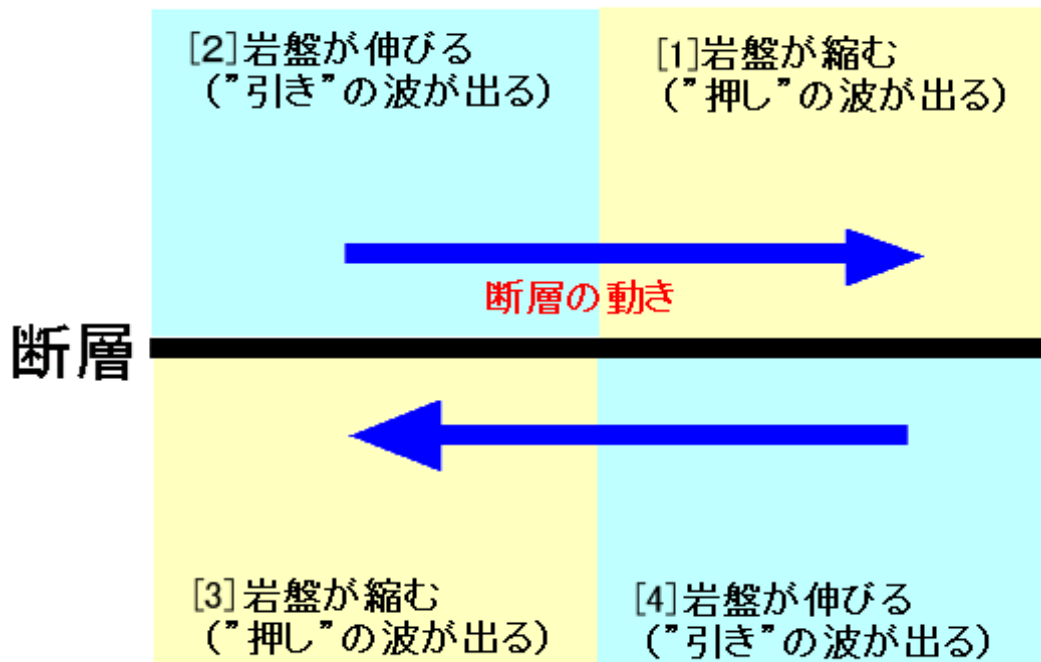 [2]岩盤が伸びる
(”引き”の波が出る)
[1]岩盤が縮む
(”押し”の波が出る)
断層の動き
断層
[3]岩盤が縮む
(”押し”の波が出る)
[4]岩盤が伸びる
(”引き”の波が出る)